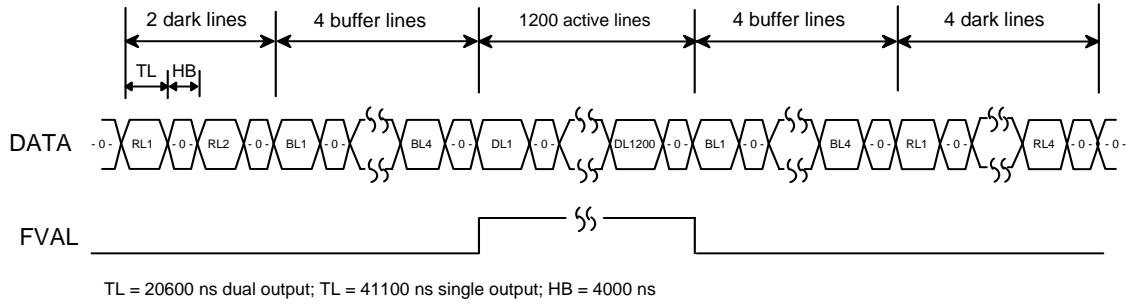 2 dark lines 4 buffer lines 1200 active lines 4 buffer lines 4 dark lines
TL HB
DATA - 0 - RL1 - 0 - RL2 - 0 - BL1 - 0 - BL4 - 0 - DL1 - 0 - DL1200 - 0 - BL1 - 0 - BL4 - 0 - RL1 - 0 - RL4 - 0 - - 0 -
FVAL
TL = 20600 ns dual output; TL = 41100 ns single output; HB = 4000 ns